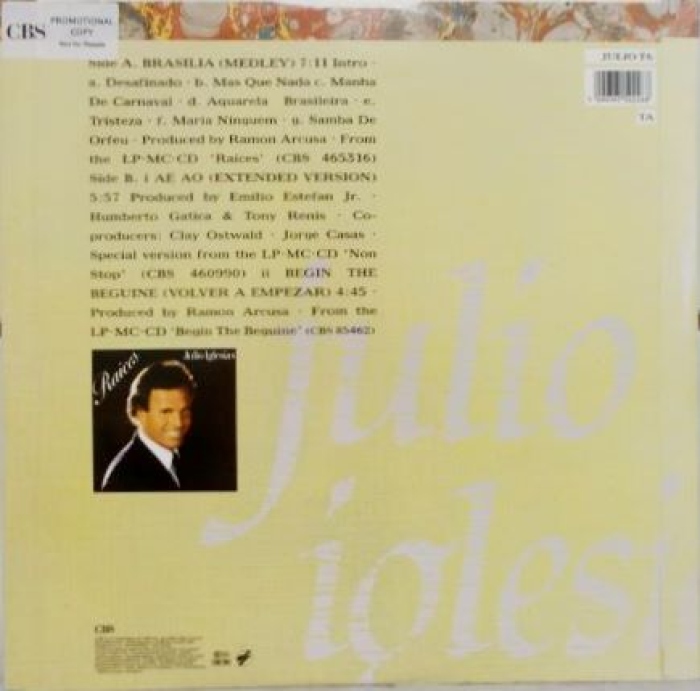 CBS
PROMOTIONAL
COPY
Not for Resale
JULIO TA
TA
Side A. BRASILIA (MEDLEY) 7:11 Intro ·
a. Desafinado · b. Mas Que Nada c. Manha
De Carnaval · d. Aquarela Brasileira · e.
Tristeza · f. Maria Ninguem · g. Samba De
Orfeu · Produced by Ramon Arcusa · From
the LP·MC·CD 'Raices' (CBS 465316)
Side B. i AE AO (EXTENDED VERSION)
5:57 Produced by Emilio Estefan Jr. ·
Humberto Gatica & Tony Renis · Co-
producers: Clay Ostwald · Jorge Casas ·
Special version from the LP·MC·CD 'Non
Stop' (CBS 460990) ii BEGIN THE
BEGUINE (VOLVER A EMPEZAR) 4:45 ·
Produced by Ramon Arcusa · From the
LP·MC·CD 'Begin The Beguine' (CBS 85462)
Raices
Julio Iglesias
julio
iglesi
CBS